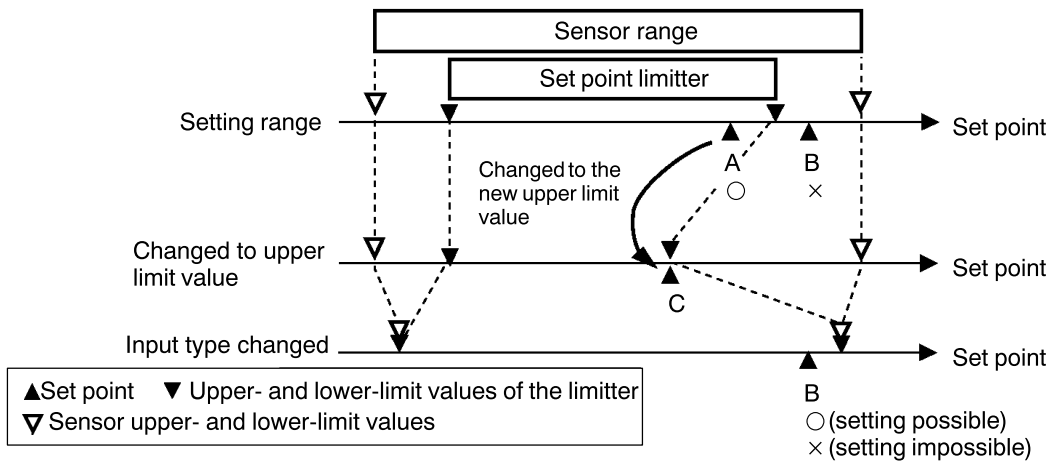 Sensor range
Set point limitter
Setting range
Set point
A
B
○
×
Changed to the
new upper limit
value
Changed to upper
limit value
Set point
C
Input type changed
Set point
▲Set point ▼ Upper- and lower-limit values of the limitter
▽ Sensor upper- and lower-limit values
B
○ (setting possible)
× (setting impossible)